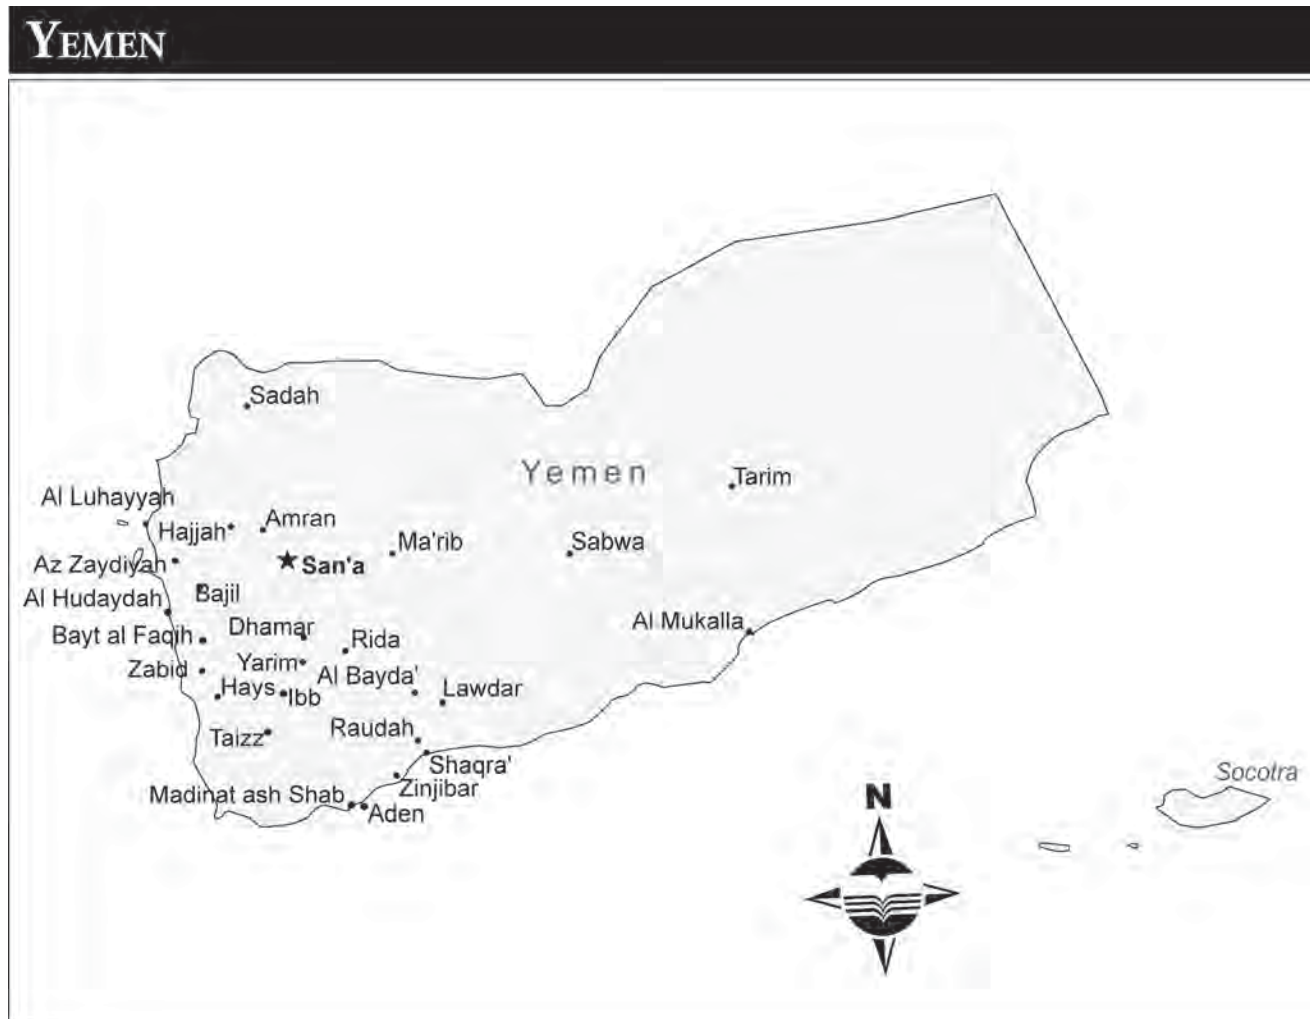 YEMEN
Sadah
Yemen
Tarim
Al Luhayyah
Hajjah
Amran
Ma'rib
Sabwa
Az Zaydiyah
San'a
Bajil
Al Hudaydah
Al Mukalla
Bayt al Faqih
Dhamar
Rida
Zabid
Yarim
Al Bayda'
Hays
Ibb
Lawdar
Taizz
Raudah
Shaqra'
Socotra
Zinjibar
Madinat ash Shab
Aden
N